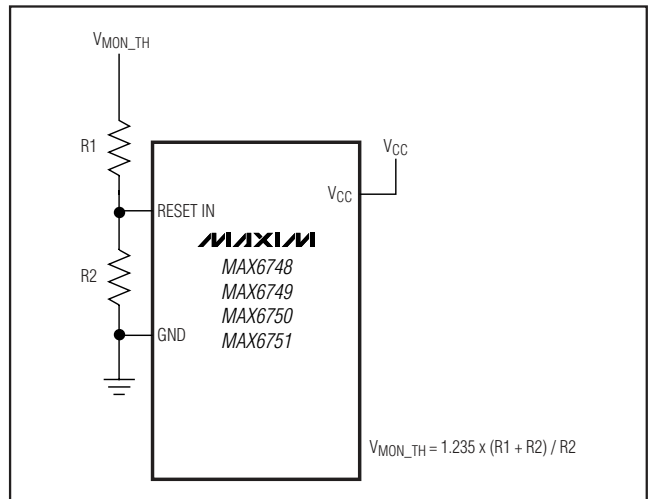 VMON_TH
R1
VCC
VCC
RESET IN
MAXIM
MAX6748
MAX6749
MAX6750
MAX6751
R2
GND
VMON_TH = 1.235 x (R1 + R2) / R2